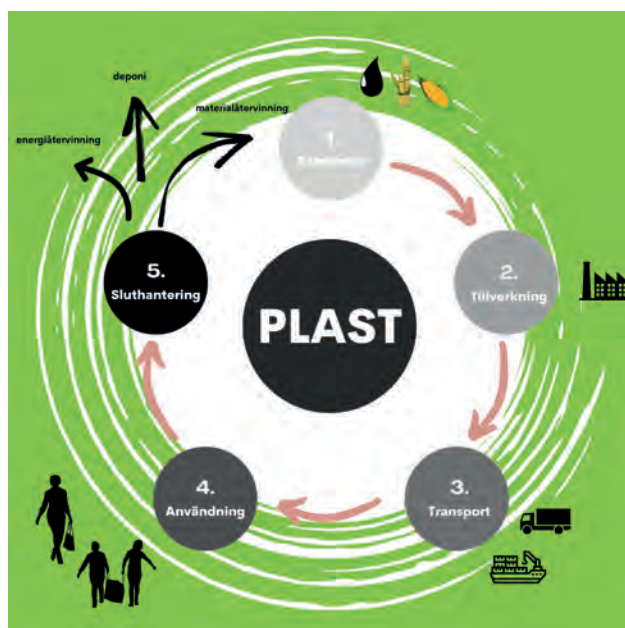 deponi
materialåtervinning
energiåtervinning
1.
2.
Tillverkning
3.
Transport
4.
Användning
5.
Sluthantering
PLAST